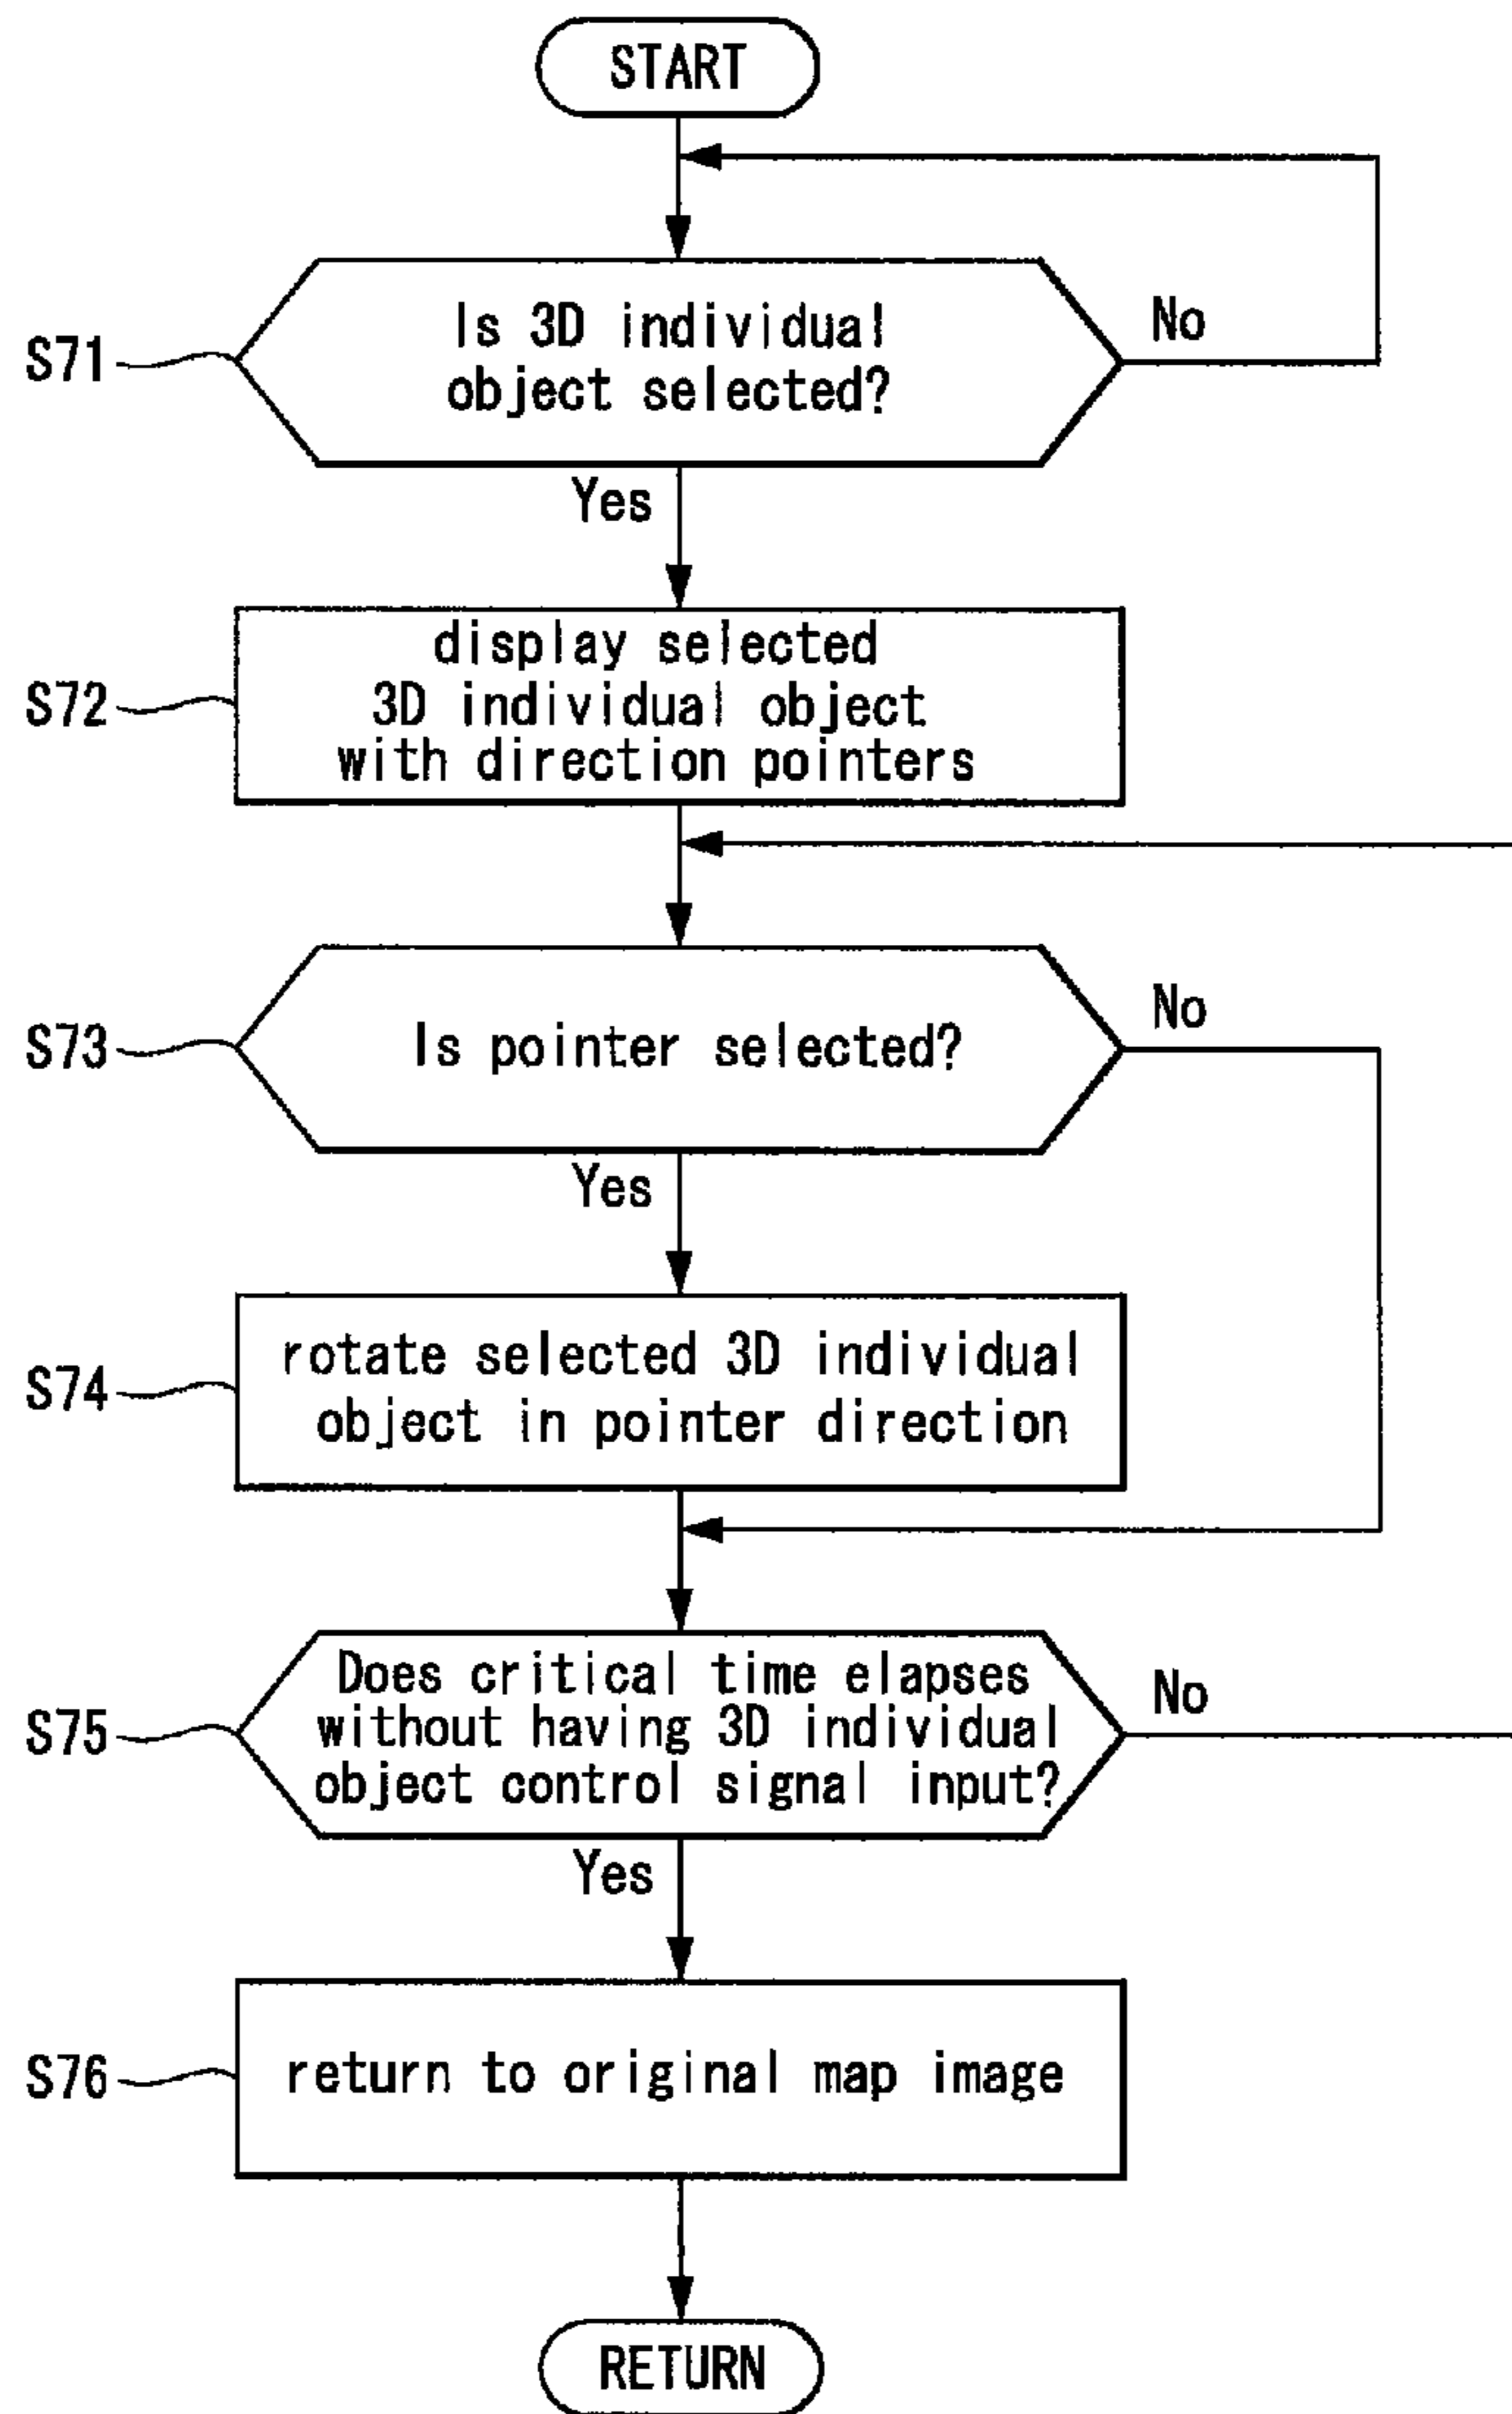 START
Is 3D individual
object selected?
No
S71
Yes
display selected
3D individual object
with direction pointers
S72
No
Is pointer selected?
S73
Yes
rotate selected 3D individual
object in pointer direction
S74
Does critical time elapses
without having 3D individual
object control signal input?
No
S75
Yes
return to original map image
S76
RETURN